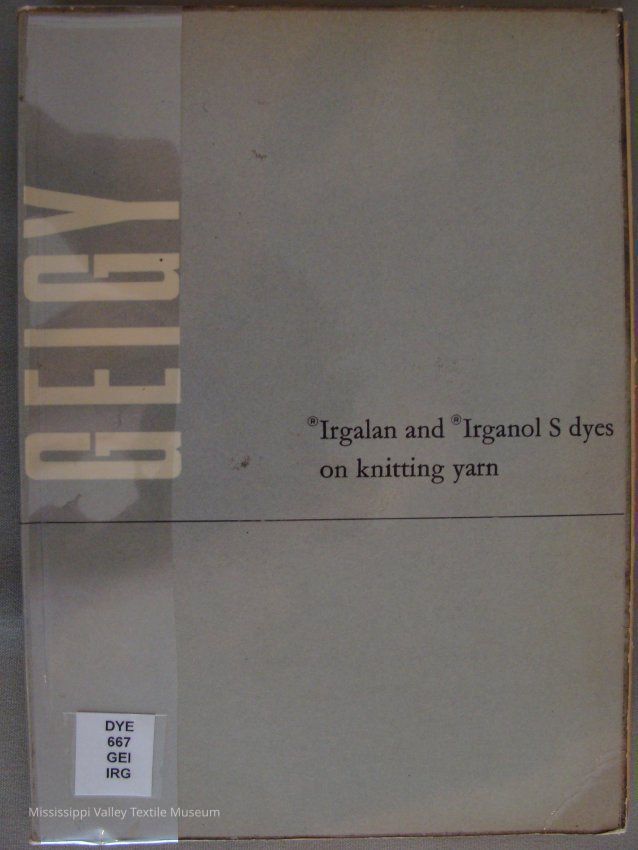 GEIGY
®Irgalan and ®Irganol S dyes
on knitting yarn
DYE
667
GEI
IRG
Mississippi Valley Textile Museum